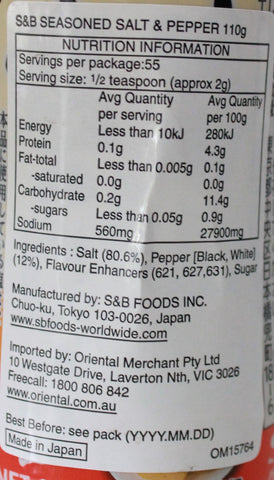 S&B SEASONED SALT & PEPPER 110g
NUTRITION INFORMATION
Servings per package:55
Serving size: 1/2 teaspoon (approx 2g)
Avg Quantity Avg Quantity
per serving per 100g
Energy Less than 10kJ 280kJ
Protein 0.1g 4.3g
Fat-total Less than 0.005g 0.1g
-saturated 0.0g 0.0g
Carbohydrate 0.2g 11.4g
-sugars Less than 0.05g 0.9g
Sodium 560mg 27900mg
Ingredients : Salt (80.6%), Pepper [Black, White]
(12%), Flavour Enhancers (621, 627,631), Sugar
Manufactured by: S&B FOODS INC.
Chuo-ku, Tokyo 103-0026, Japan
www.sbfoods-worldwide.com
Imported by: Oriental Merchant Pty Ltd
10 Westgate Drive, Laverton Nth, VIC 3026
Freecall: 1800 806 842
www.oriental.com.au
Best Before: see pack (YYYY.MM.DD)
Made in Japan OM15764